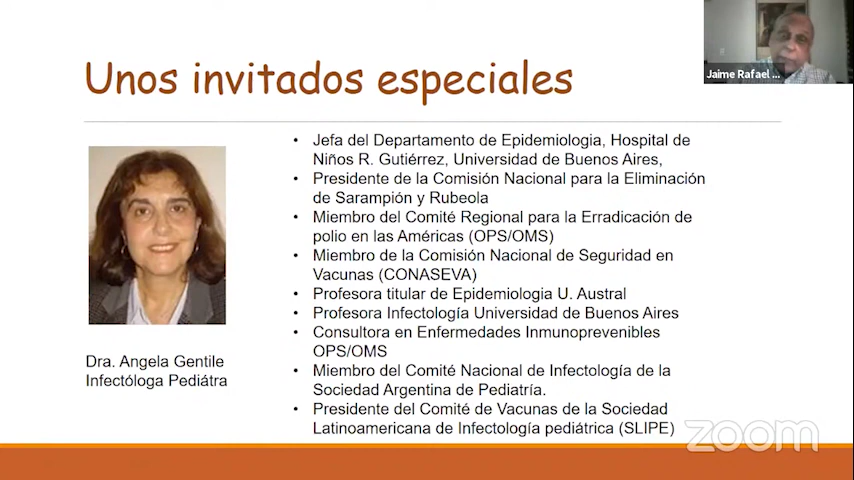 Unos invitados especiales
Jaime Rafael ...
• Jefa del Departamento de Epidemiologia, Hospital de
Niños R. Gutiérrez, Universidad de Buenos Aires,
• Presidente de la Comisión Nacional para la Eliminación
de Sarampión y Rubeola
• Miembro del Comité Regional para la Erradicación de
polio en las Américas (OPS/OMS)
• Miembro de la Comisión Nacional de Seguridad en
Vacunas (CONASEVA)
• Profesora titular de Epidemiologia U. Austral
• Profesora Infectología Universidad de Buenos Aires
• Consultora en Enfermedades Inmunoprevenibles
OPS/OMS
• Miembro del Comité Nacional de Infectología de la
Sociedad Argentina de Pediatría.
• Presidente del Comité de Vacunas de la Sociedad
Latinoamericana de Infectología pediátrica (SLIPE)
Dra. Angela Gentile
Infectóloga Pediátra
zoom